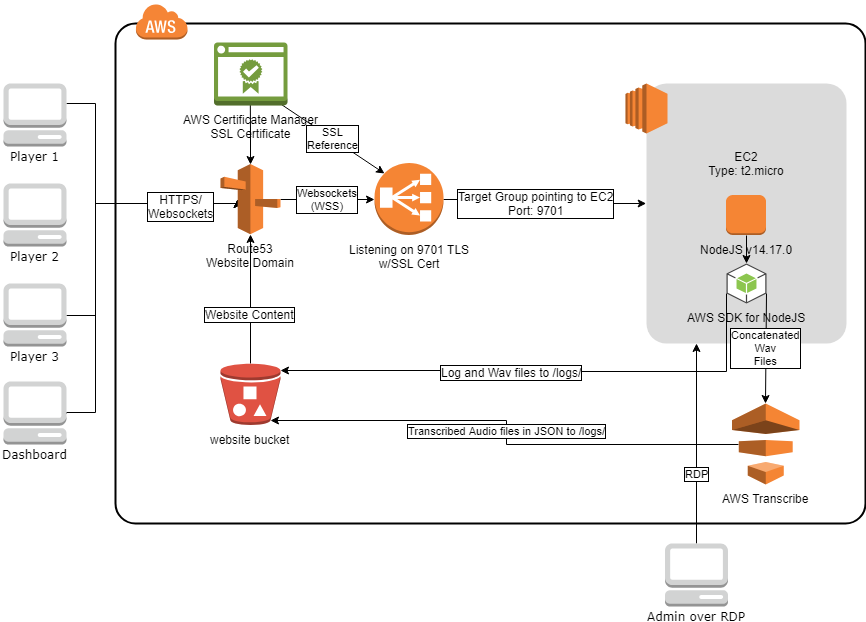 AWS
AWS Certificate Manager
SSL Certificate
SSL
Reference
Player 1
Player 2
Player 3
Dashboard
HTTPS/
Websockets
Route53
Website Domain
Websockets
(WSS)
Listening on 9701 TLS
w/SSL Cert
Target Group pointing to EC2
Port: 9701
EC2
Type: t2.micro
NodeJS v14.17.0
AWS SDK for NodeJS
Concatenated
Wav
Files
Website Content
Log and Wav files to /logs/
website bucket
Transcribed Audio files in JSON to /logs/
RDP
AWS Transcribe
Admin over RDP